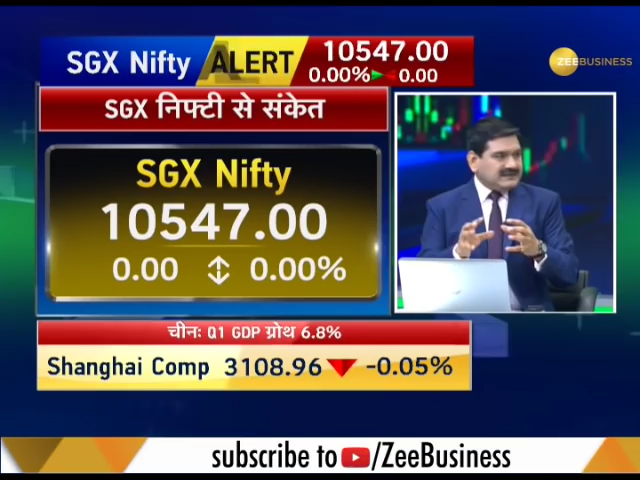 SGX Nifty ALERT 10547.00
0.00% 0.00
ZEEBUSINESS
SGX निफ्टी से संकेत
SGX Nifty
10547.00
0.00 0.00%
चीनः Q1 GDP ग्रोथ 6.8%
Shanghai Comp 3108.96 -0.05%
subscribe to /ZeeBusiness